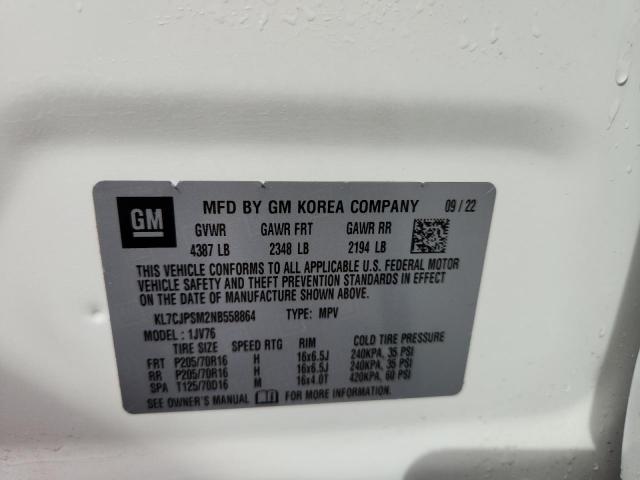 GM MFD BY GM KOREA COMPANY 09 / 22
GVWR GAWR FRT GAWR RR
4387 LB 2348 LB 2194 LB
THIS VEHICLE CONFORMS TO ALL APPLICABLE U.S. FEDERAL MOTOR
VEHICLE SAFETY AND THEFT PREVENTION STANDARDS IN EFFECT
ON THE DATE OF MANUFACTURE SHOWN ABOVE.
KL7CJPSM2NB558864 TYPE: MPV
MODEL : 1JV76
TIRE SIZE SPEED RTG RIM COLD TIRE PRESSURE
FRT P205/70R16 H 16x6.5J 240KPA, 35 PSI
RR P205/70R16 H 16x6.5J 240KPA, 35 PSI
SPA T125/70D16 M 16x4.0T 420KPA, 60 PSI
SEE OWNER'S MANUAL FOR MORE INFORMATION.